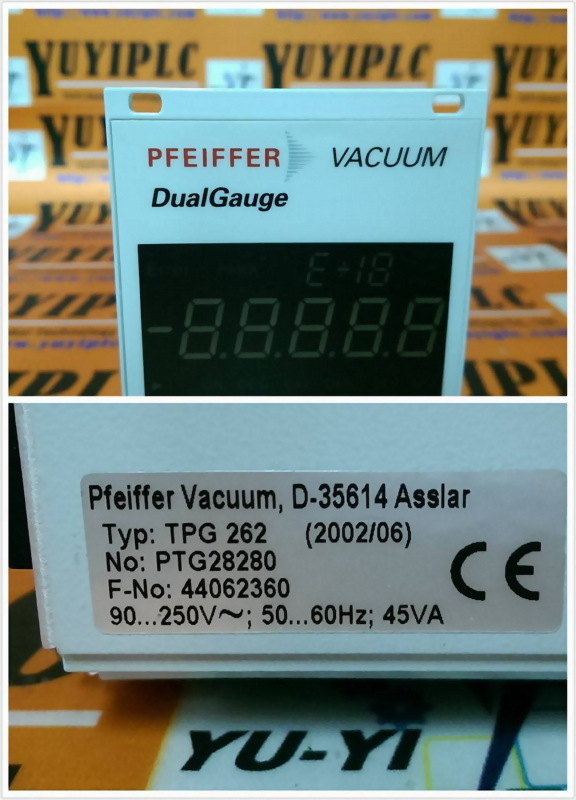 YUYIPLC
YUYIPLC
PFEIFFER VACUUM
DualGauge
E+18
-8.8.8.8.8
Pfeiffer Vacuum, D-35614 Asslar
Typ: TPG 262 (2002/06)
No: PTG28280
F-No: 44062360
90...250V~; 50...60Hz; 45VA
CE
YU-YI